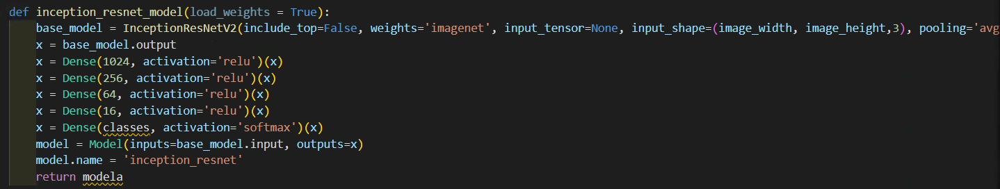 def inception_resnet_model(load_weights = True):
    base_model = InceptionResNetV2(include_top=False, weights='imagenet', input_tensor=None, input_shape=(image_width, image_height,3), pooling='avg
    x = base_model.output
    x = Dense(1024, activation='relu')(x)
    x = Dense(256, activation='relu')(x)
    x = Dense(64, activation='relu')(x)
    x = Dense(16, activation='relu')(x)
    x = Dense(classes, activation='softmax')(x)
    model = Model(inputs=base_model.input, outputs=x)
    model.name = 'inception_resnet'
    return modela